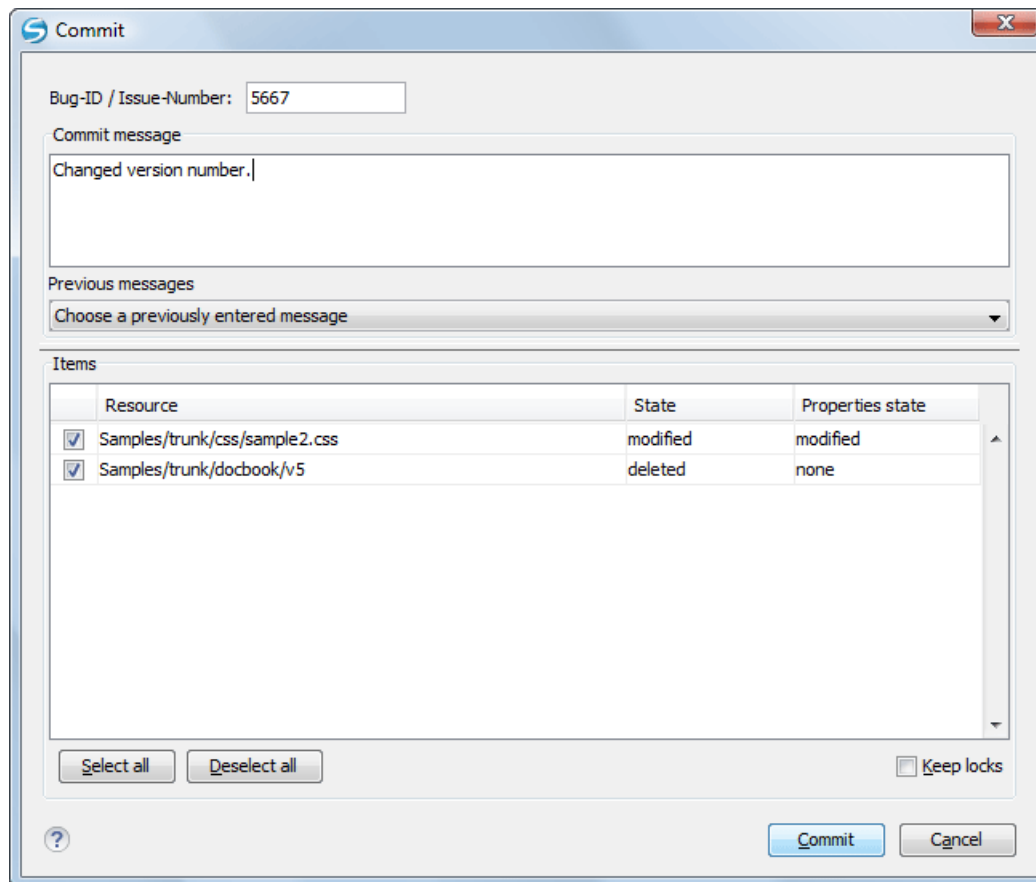 Commit
Bug-ID / Issue-Number: 5667
Commit message
Changed version number.
Previous messages
Choose a previously entered message
Items
Resource State Properties state
Samples/trunk/css/sample2.css modified modified
Samples/trunk/docbook/v5 deleted none
Select all Deselect all Keep locks
? Commit Cancel